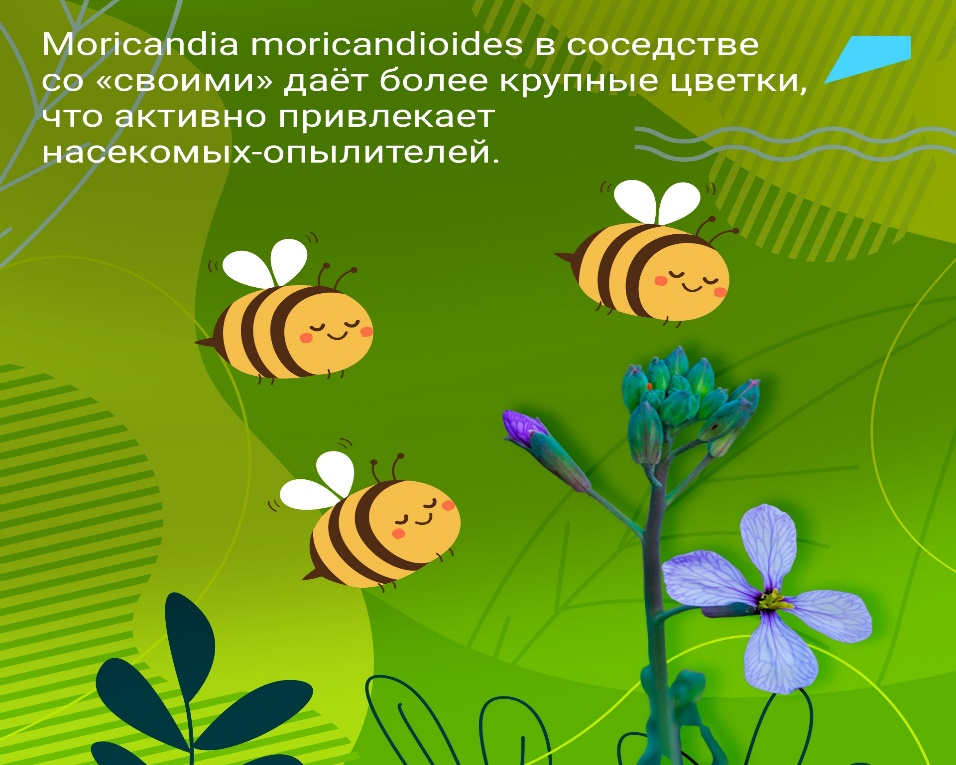 Moricandia moricandioides в соседстве
со «своими» даёт более крупные цветки,
что активно привлекает
насекомых-опылителей.